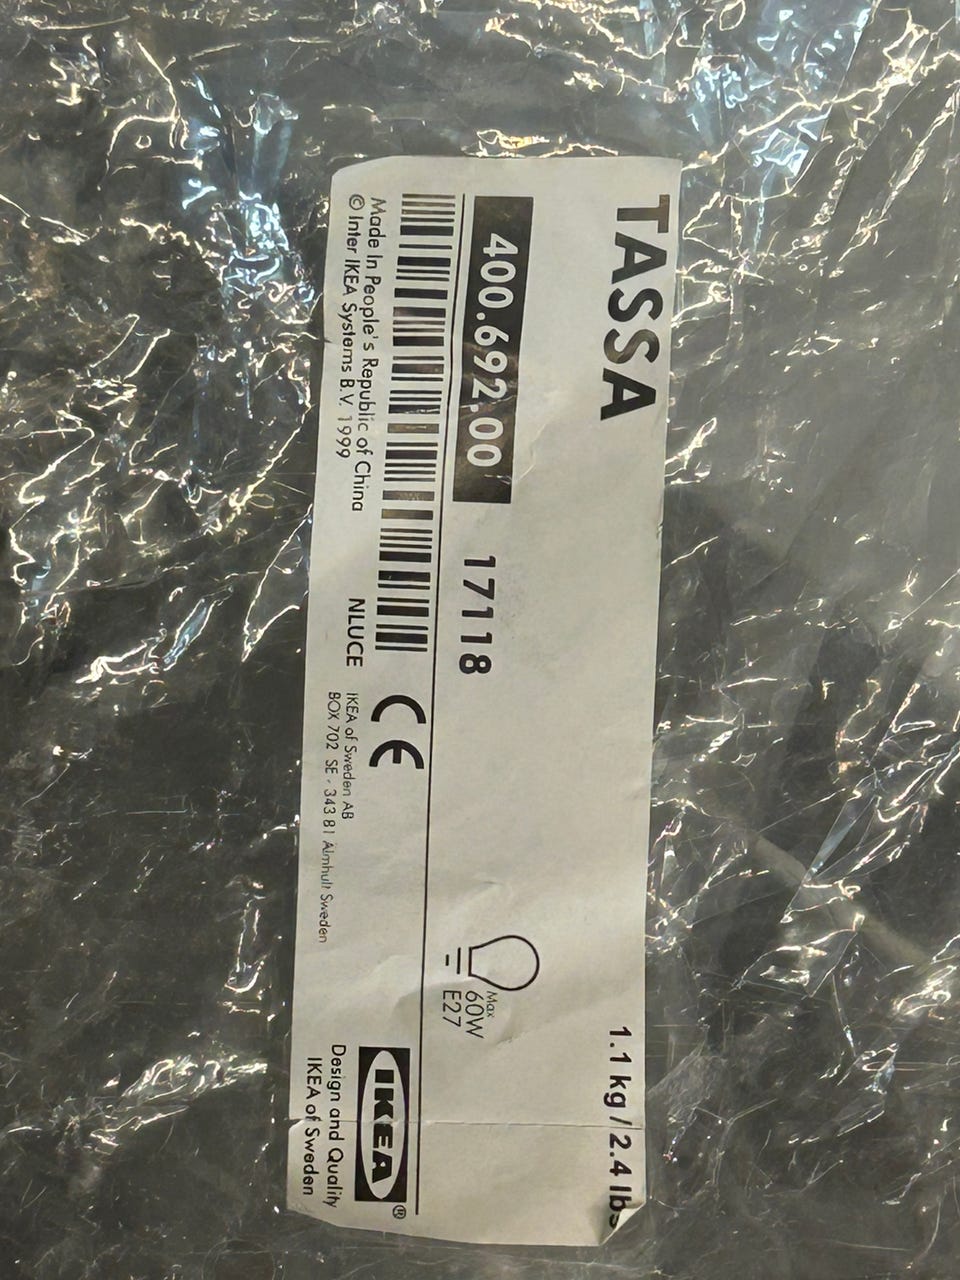 TASSA
1.1 kg / 2.4 lbs
400.692.00 17118
Max
60W
E27
CE
Made In People's Republic of China
© Inter IKEA Systems B.V. 1999
NLUCE
IKEA of Sweden AB
BOX 702 SE - 343 81 Älmhult Sweden
IKEA®
Design and Quality
IKEA of Sweden